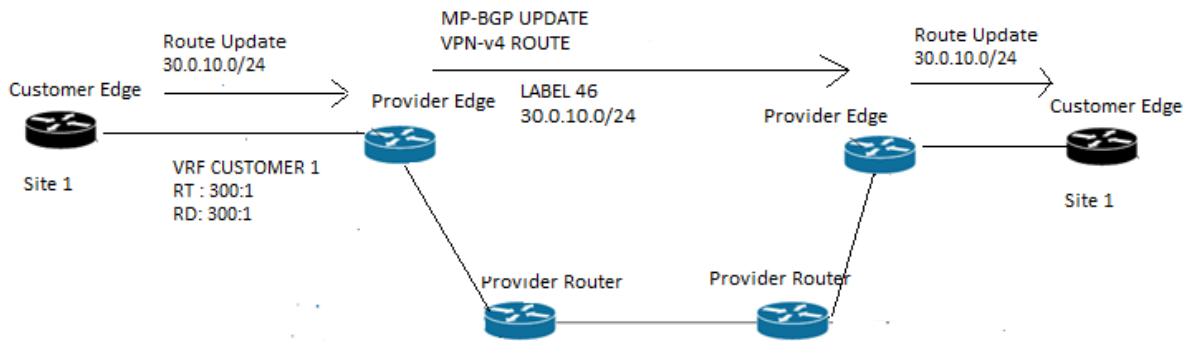 MP-BGP UPDATE
VPN-v4 ROUTE
Route Update
30.0.10.0/24
Route Update
30.0.10.0/24
Customer Edge
Provider Edge
LABEL 46
30.0.10.0/24
Provider Edge
Customer Edge
Site 1
VRF CUSTOMER 1
RT : 300:1
RD: 300:1
Site 1
Provider Router
Provider Router